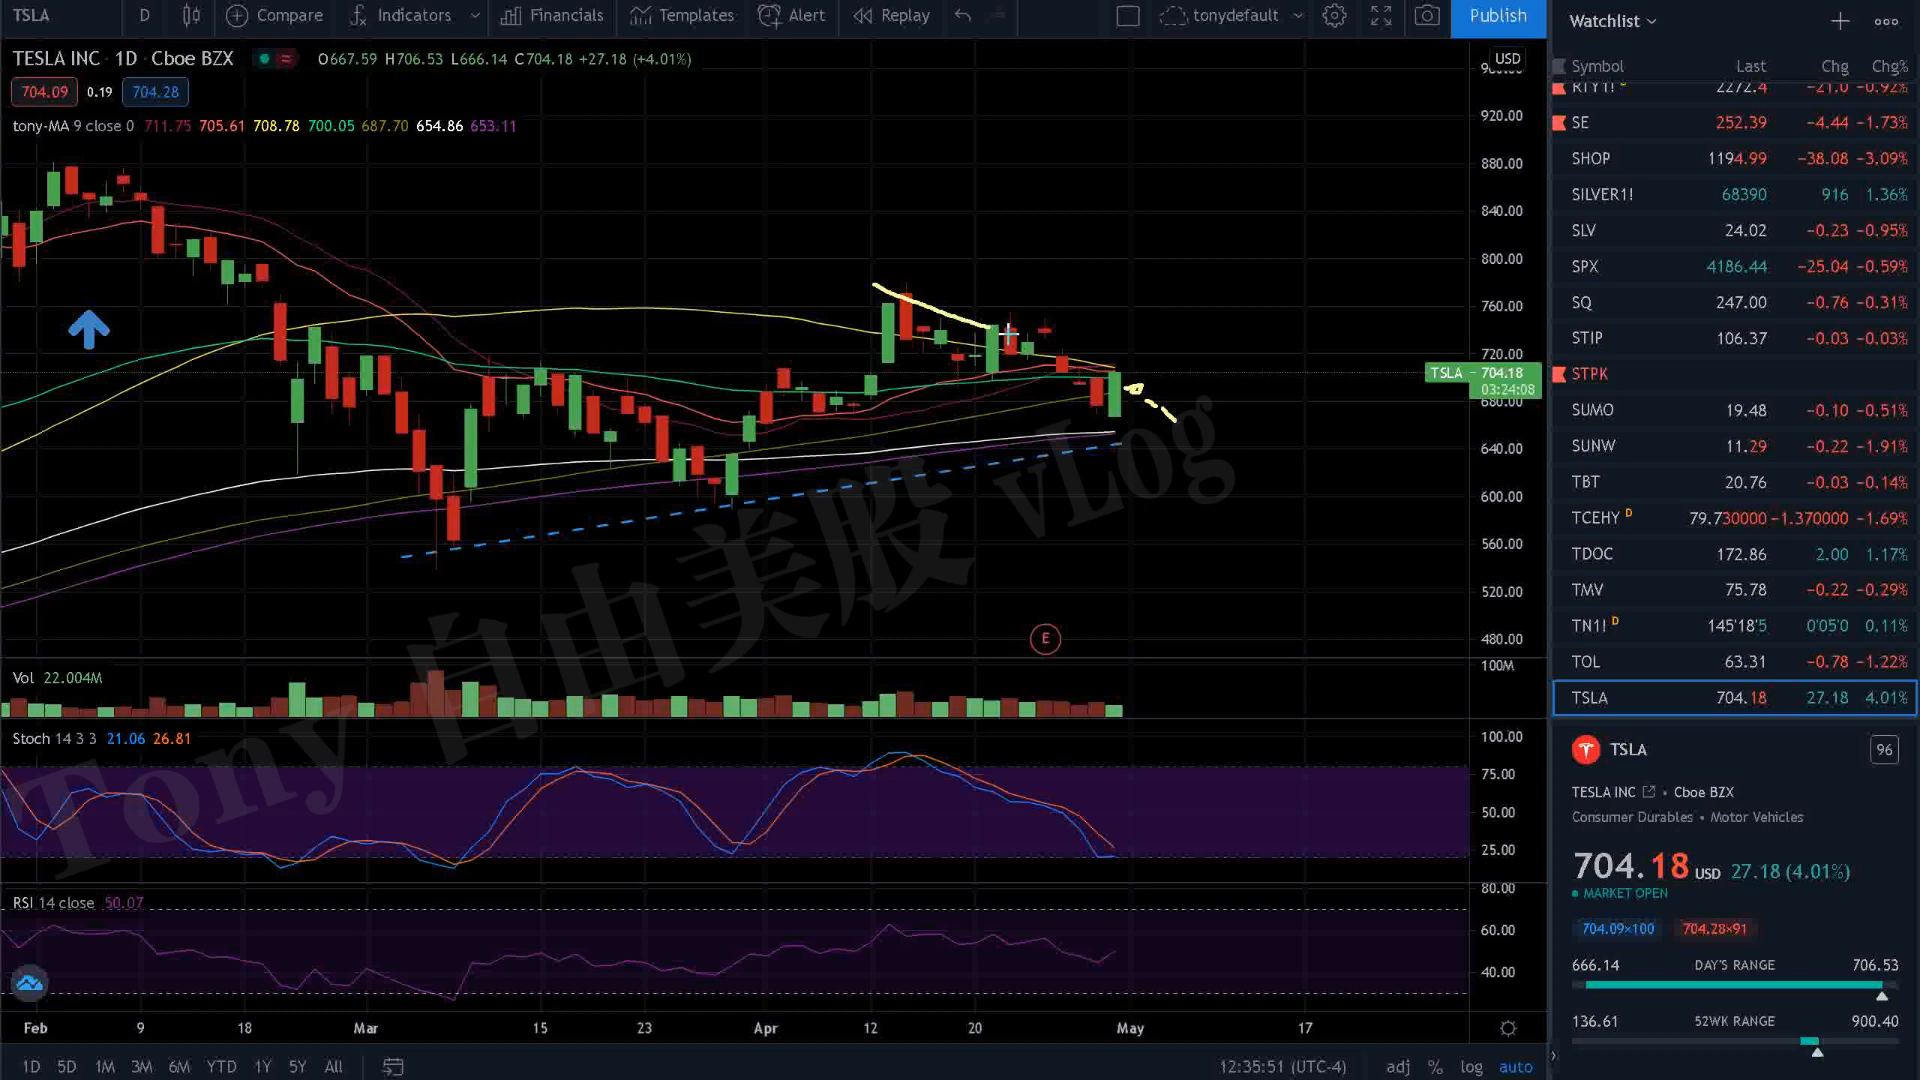 TSLA D Compare Indicators Financials Templates Alert Replay tonydefault Publish
TESLA INC · 1D · Cboe BZX O667.59 H706.53 L666.14 C704.18 +27.18 (+4.01%)
704.09 0.19 704.28
tony-MA 9 close 0 711.75 705.61 708.78 700.05 687.70 654.86 653.11
USD
920.00
880.00
840.00
800.00
760.00
720.00
TSLA 704.18
03:24:08
680.00
640.00
600.00
560.00
520.00
480.00
E
Tony 自由美股 vLog
Vol 22.004M
100M
Stoch 14 3 3 21.06 26.81
100.00
75.00
50.00
25.00
RSI 14 close 50.07
80.00
60.00
40.00
Feb 9 18 Mar 15 23 Apr 12 20 May 17
1D 5D 1M 3M 6M YTD 1Y 5Y All 12:35:51 (UTC-4) adj % log auto
Watchlist
Symbol Last Chg Chg%
RTY1! 2272.4 −21.0 −0.92%
SE 252.39 −4.44 −1.73%
SHOP 1194.99 −38.08 −3.09%
SILVER1! 68390 916 1.36%
SLV 24.02 −0.23 −0.95%
SPX 4186.44 −25.04 −0.59%
SQ 247.00 −0.76 −0.31%
STIP 106.37 −0.03 −0.03%
STPK
SUMO 19.48 −0.10 −0.51%
SUNW 11.29 −0.22 −1.91%
TBT 20.76 −0.03 −0.14%
TCEHY D 79.730000 −1.370000 −1.69%
TDOC 172.86 2.00 1.17%
TMV 75.78 −0.22 −0.29%
TN1! D 145'18'5 0'05'0 0.11%
TOL 63.31 −0.78 −1.22%
TSLA 704.18 27.18 4.01%
TSLA 96
TESLA INC • Cboe BZX
Consumer Durables • Motor Vehicles
704.18 USD 27.18 (4.01%)
MARKET OPEN
704.09×100 704.28×91
666.14 DAY'S RANGE 706.53
136.61 52WK RANGE 900.40